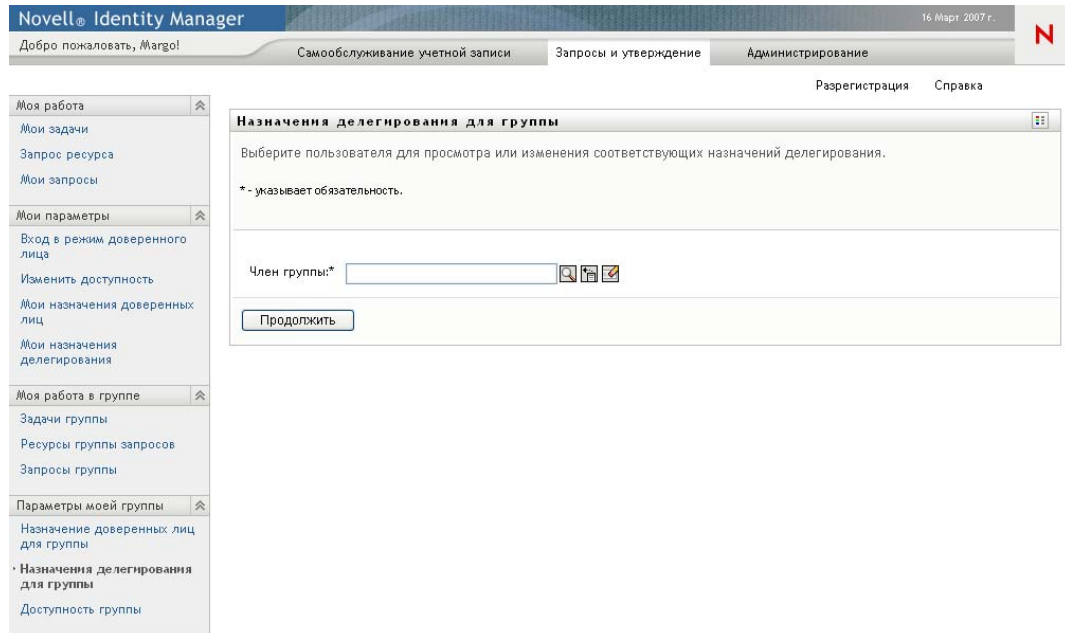 Novell® Identity Manager
16 Март 2007 г.
N
Добро пожаловать, Margo!
Самообслуживание учетной записи
Запросы и утверждение
Администрирование
Разрегистрация
Справка
Моя работа
Мои задачи
Запрос ресурса
Мои запросы
Мои параметры
Вход в режим доверенного
лица
Изменить доступность
Мои назначения доверенных
лиц
Мои назначения
делегирования
Моя работа в группе
Задачи группы
Ресурсы группы запросов
Запросы группы
Параметры моей группы
Назначение доверенных лиц
для группы
Назначения делегирования
для группы
Доступность группы
Назначения делегирования для группы
Выберите пользователя для просмотра или изменения соответствующих назначений делегирования.
* - указывает обязательность.
Член группы:*
Продолжить